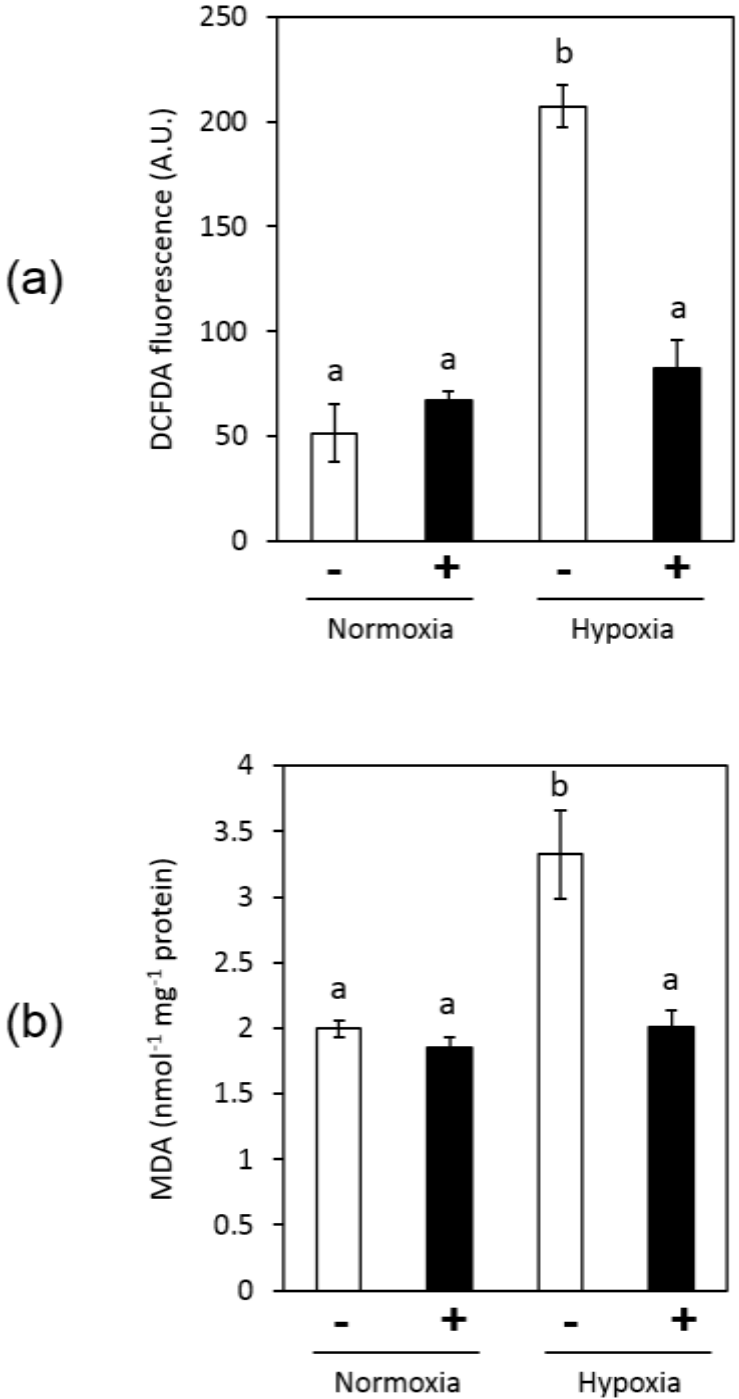 (a)
DCFDA fluorescence (A.U.)
250
200
150
100
50
0
a
a
b
a
-
+
-
+
Normoxia
Hypoxia
(b)
MDA (nmol⁻¹ mg⁻¹ protein)
4
3.5
3
2.5
2
1.5
1
0.5
0
a
a
b
a
-
+
-
+
Normoxia
Hypoxia